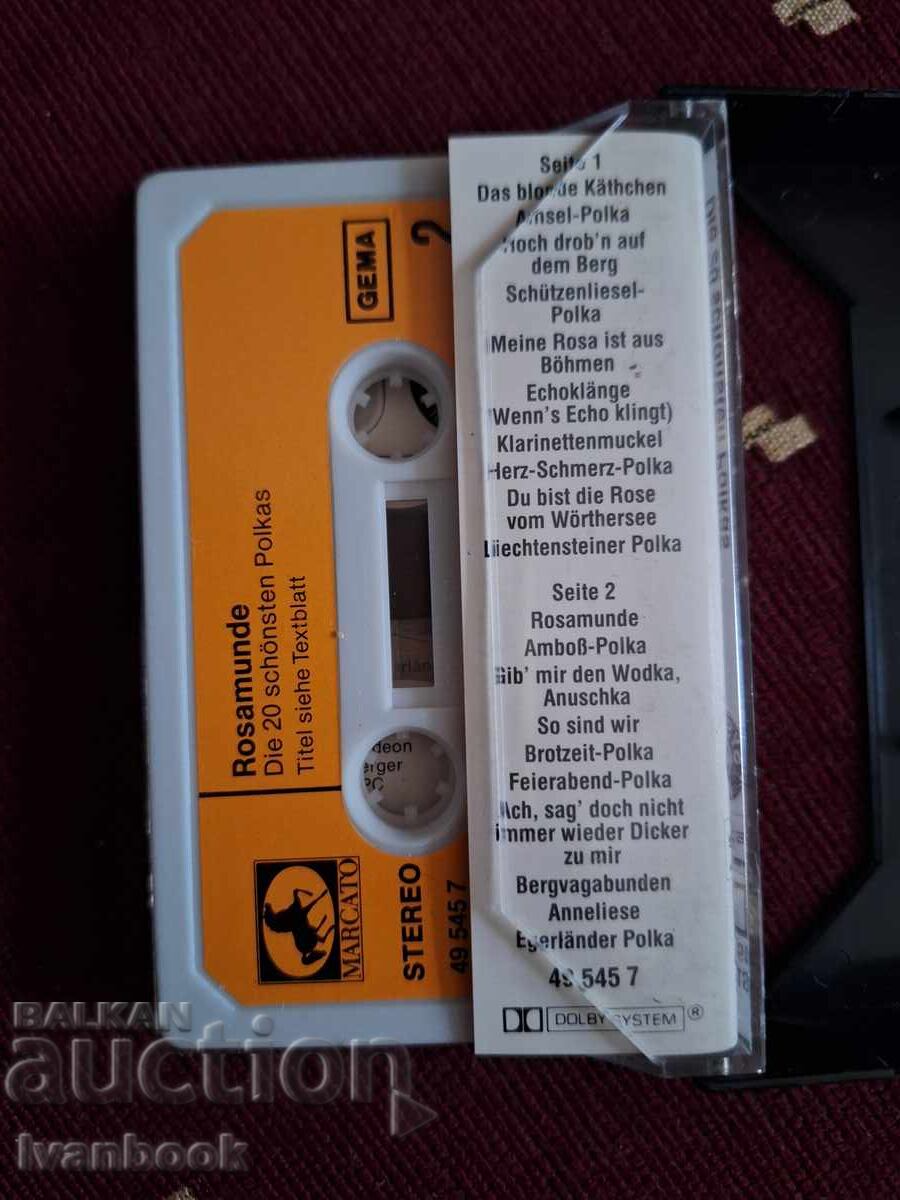 GEMA
2
Rosamunde
Die 20 schönsten Polkas
Titel siehe Textblatt
MARCATO
STEREO
49 545 7
Seite 1
Das blonde Käthchen
Amsel-Polka
Hoch drob'n auf
dem Berg
Schützenliesel-
Polka
Meine Rosa ist aus
Böhmen
Echoklänge
(Wenn's Echo klingt)
Klarinettenmuckel
Herz-Schmerz-Polka
Du bist die Rose
vom Wörthersee
Liechtensteiner Polka
Seite 2
Rosamunde
Amboß-Polka
Gib' mir den Wodka,
Anuschka
So sind wir
Brotzeit-Polka
Feierabend-Polka
Ach, sag' doch nicht
immer wieder Dicker
zu mir
Bergvagabunden
Anneliese
Egerländer Polka
49 545 7
DOLBY SYSTEM ®
BALKAN
auction
Ivanbook